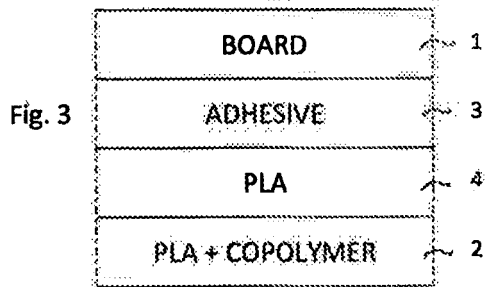 BOARD 1
Fig. 3 ADHESIVE 3
PLA 4
PLA + COPOLYMER 2